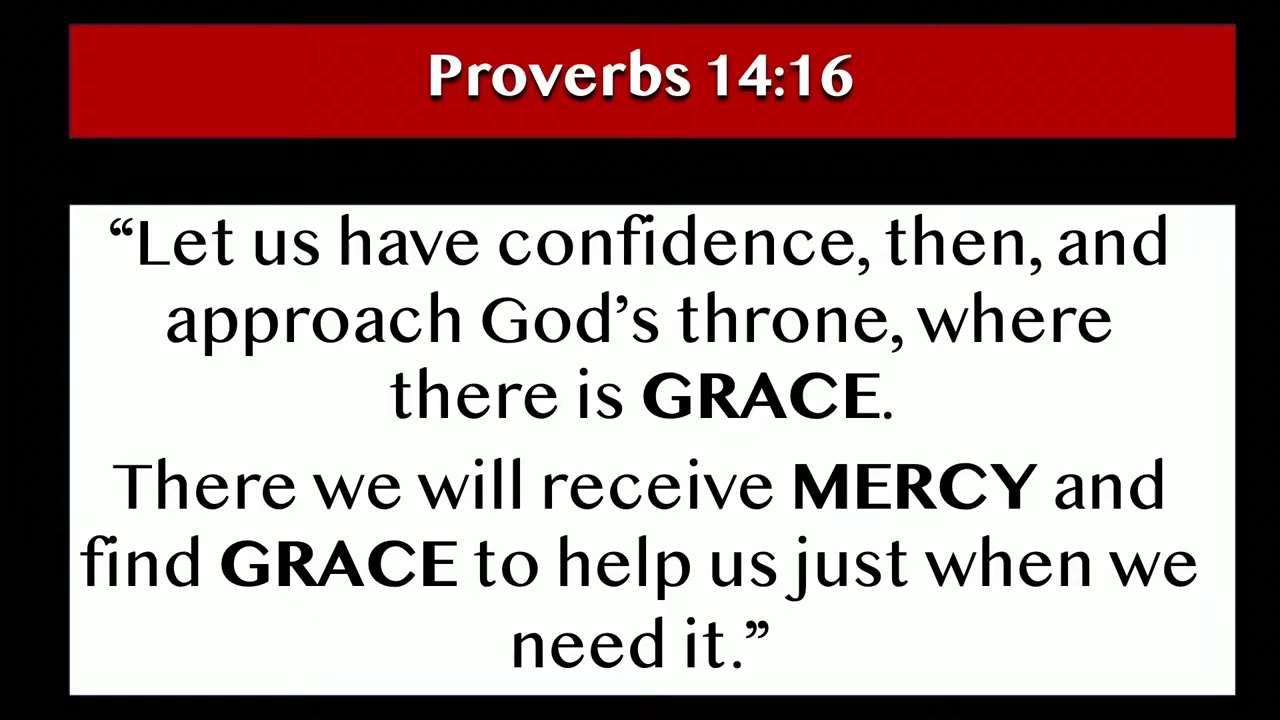 Proverbs 14:16
“Let us have confidence, then, and
approach God’s throne, where
there is GRACE.
There we will receive MERCY and
find GRACE to help us just when we
need it.”